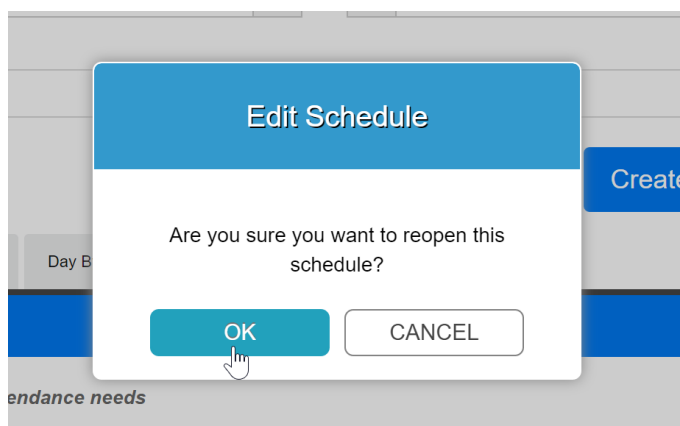 Edit Schedule
Create
Day B
Are you sure you want to reopen this
schedule?
OK
CANCEL
endance needs